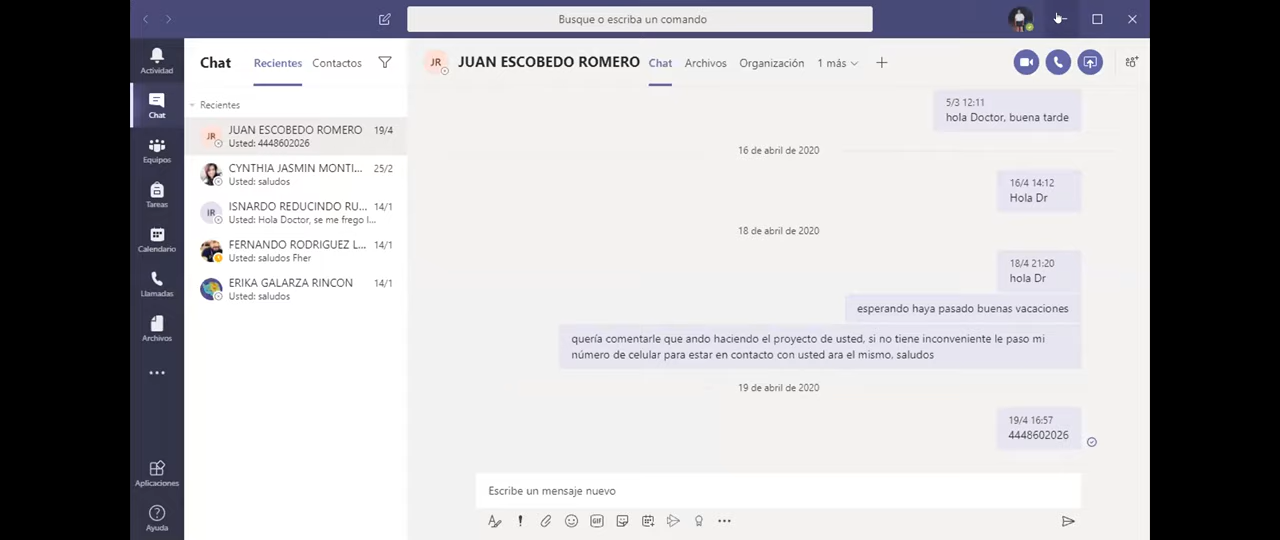 Busque o escriba un comando
Actividad
Chat
Equipos
Tareas
Calendario
Llamadas
Archivos
Aplicaciones
Ayuda
Chat Recientes Contactos
Recientes
JUAN ESCOBEDO ROMERO 19/4
Usted: 4448602026
CYNTHIA JASMIN MONTI... 25/2
Usted: saludos
ISNARDO REDUCINDO RU... 14/1
Usted: Hola Doctor, se me frego l...
FERNANDO RODRIGUEZ L... 14/1
Usted: saludos Fher
ERIKA GALARZA RINCON 14/1
Usted: saludos
JR JUAN ESCOBEDO ROMERO Chat Archivos Organización 1 más
5/3 12:11
hola Doctor, buena tarde
16 de abril de 2020
16/4 14:12
Hola Dr
18 de abril de 2020
18/4 21:20
hola Dr
esperando haya pasado buenas vacaciones
quería comentarle que ando haciendo el proyecto de usted, si no tiene inconveniente le paso mi
número de celular para estar en contacto con usted ara el mismo, saludos
19 de abril de 2020
19/4 16:57
4448602026
Escribe un mensaje nuevo
GIF
JR
IR